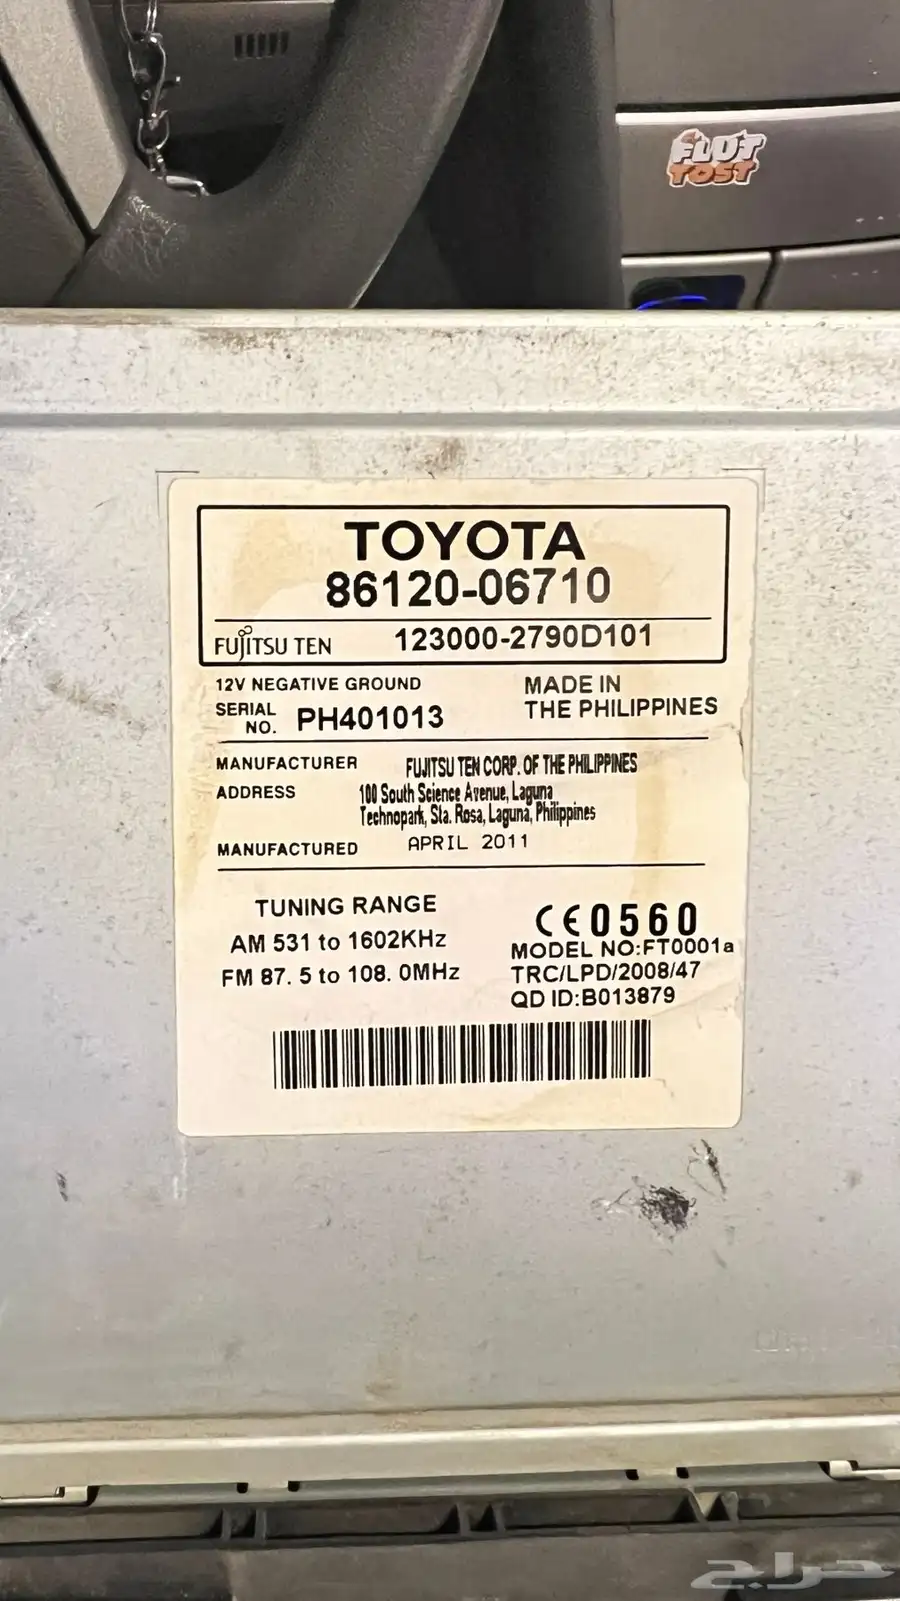 FLUT
TOST
TOYOTA
86120-06710
FUJITSU TEN 123000-2790D101
12V NEGATIVE GROUND
SERIAL NO. PH401013
MADE IN
THE PHILIPPINES
MANUFACTURER FUJITSU TEN CORP. OF THE PHILIPPINES
ADDRESS 100 South Science Avenue, Laguna
Technopark, Sta. Rosa, Laguna, Philippines
MANUFACTURED APRIL 2011
TUNING RANGE
AM 531 to 1602KHz
FM 87. 5 to 108. 0MHz
CE0560
MODEL NO:FT0001a
TRC/LPD/2008/47
QD ID:B013879
حراج